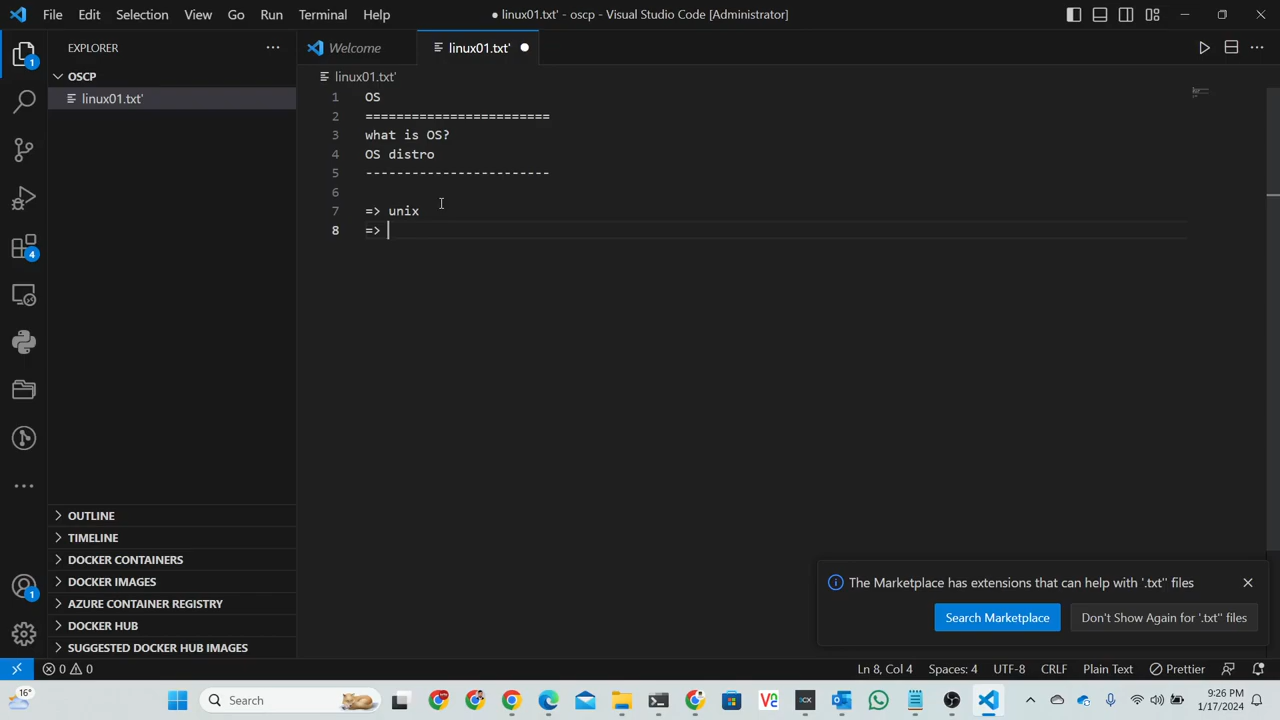 File Edit Selection View Go Run Terminal Help
● linux01.txt' - oscp - Visual Studio Code [Administrator]
EXPLORER
Welcome
linux01.txt'
OSCP
linux01.txt'
linux01.txt'
1 OS
2 ========================
3 what is OS?
4 OS distro
5 ------------------------
6
7 => unix
8 =>
1
4
1
OUTLINE
TIMELINE
DOCKER CONTAINERS
DOCKER IMAGES
AZURE CONTAINER REGISTRY
DOCKER HUB
SUGGESTED DOCKER HUB IMAGES
The Marketplace has extensions that can help with '.txt'' files
Search Marketplace
Don't Show Again for '.txt'' files
0 0
Ln 8, Col 4 Spaces: 4 UTF-8 CRLF Plain Text Prettier
16°
Search
9:26 PM
1/17/2024